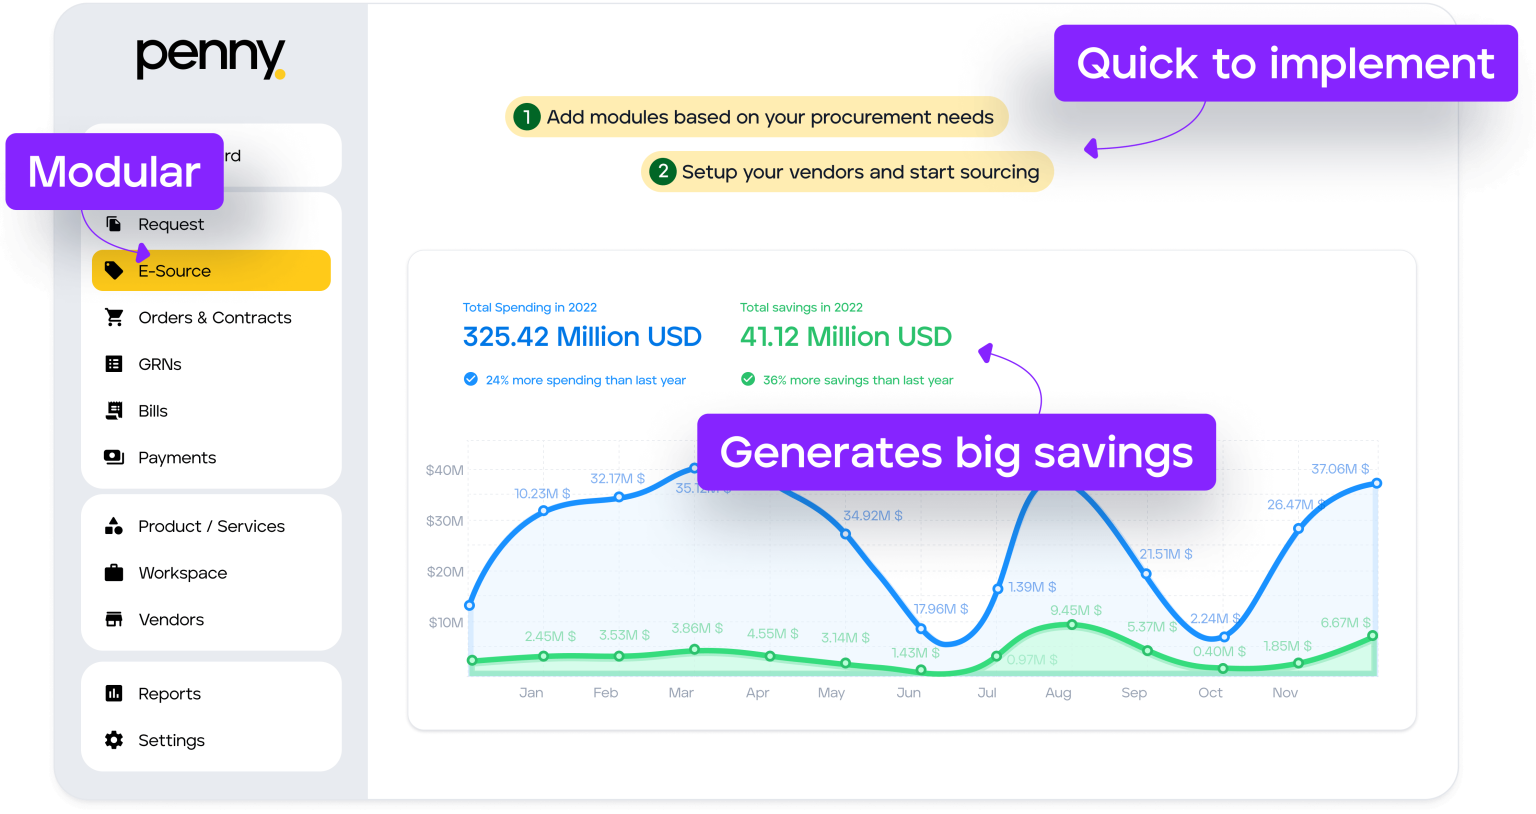 penny.
Quick to implement
1 Add modules based on your procurement needs
2 Setup your vendors and start sourcing
Modular
rd
Request
E-Source
Orders & Contracts
GRNs
Bills
Payments
Product / Services
Workspace
Vendors
Reports
Settings
Total Spending in 2022
325.42 Million USD
24% more spending than last year
Total savings in 2022
41.12 Million USD
36% more savings than last year
Generates big savings
$40M
$30M
$20M
$10M
10.23M $
32.17M $
35.12M $
34.92M $
17.96M $
1.39M $
21.51M $
2.24M $
26.47M $
37.06M $
2.45M $
3.53M $
3.86M $
4.55M $
3.14M $
1.43M $
0.97M $
9.45M $
5.37M $
0.40M $
1.85M $
6.67M $
Jan
Feb
Mar
Apr
May
Jun
Jul
Aug
Sep
Oct
Nov